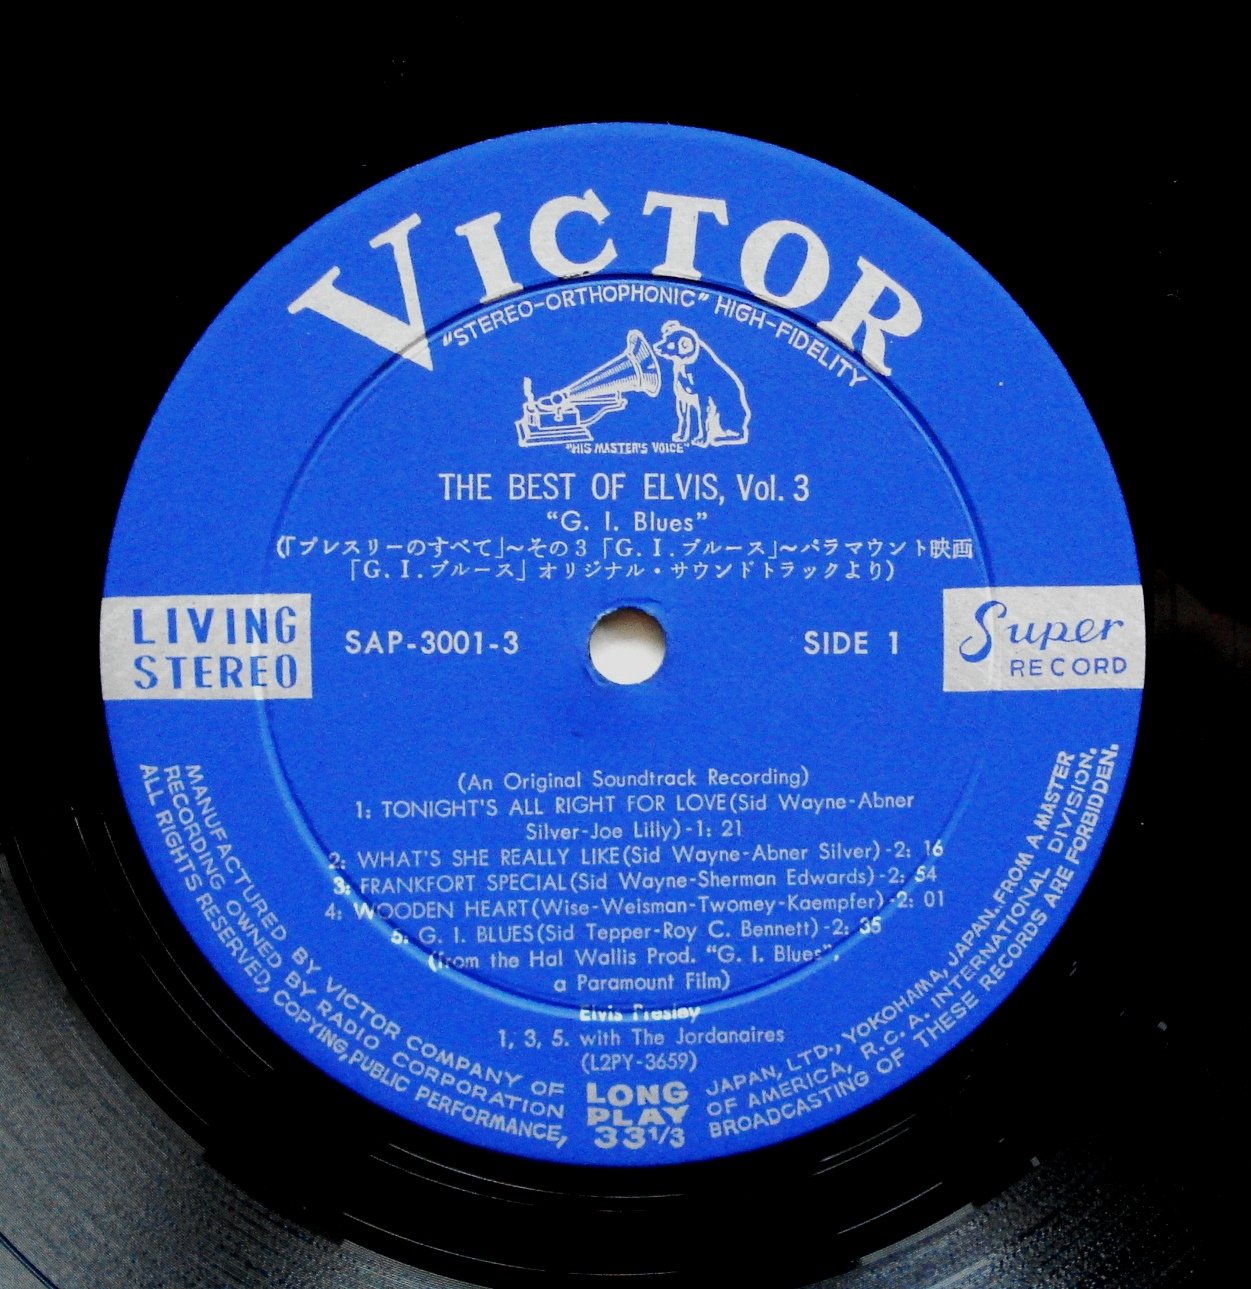 VICTOR
"STEREO-ORTHOPHONIC" HIGH-FIDELITY
"HIS MASTER'S VOICE"
THE BEST OF ELVIS, Vol. 3
"G. I. Blues"
(「プレスリーのすべて」~その3「G. I. ブルース」~パラマウント映画
「G. I. ブルース」オリジナル・サウンドトラックより)
LIVING
STEREO
SAP-3001-3
SIDE 1
Super
RECORD
(An Original Soundtrack Recording)
1: TONIGHT'S ALL RIGHT FOR LOVE(Sid Wayne-Abner
Silver-Joe Lilly)-1: 21
2: WHAT'S SHE REALLY LIKE(Sid Wayne-Abner Silver)-2: 16
3: FRANKFORT SPECIAL(Sid Wayne-Sherman Edwards)-2: 54
4: WOODEN HEART(Wise-Weisman-Twomey-Kaempfer)-2: 01
5: G. I. BLUES(Sid Tepper-Roy C. Bennett)-2: 35
(from the Hal Wallis Prod. "G. I. Blues",
a Paramount Film)
Elvis Presley
1, 3, 5. with The Jordanaires
(L2PY-3659)
LONG
PLAY
33 1/3
MANUFACTURED BY VICTOR COMPANY OF JAPAN, LTD., YOKOHAMA, JAPAN. FROM A MASTER
RECORDING OWNED BY RADIO CORPORATION OF AMERICA, R.C.A. INTERNATIONAL DIVISION.
ALL RIGHTS RESERVED, COPYING, PUBLIC PERFORMANCE, BROADCASTING OF THESE RECORDS ARE FORBIDDEN.